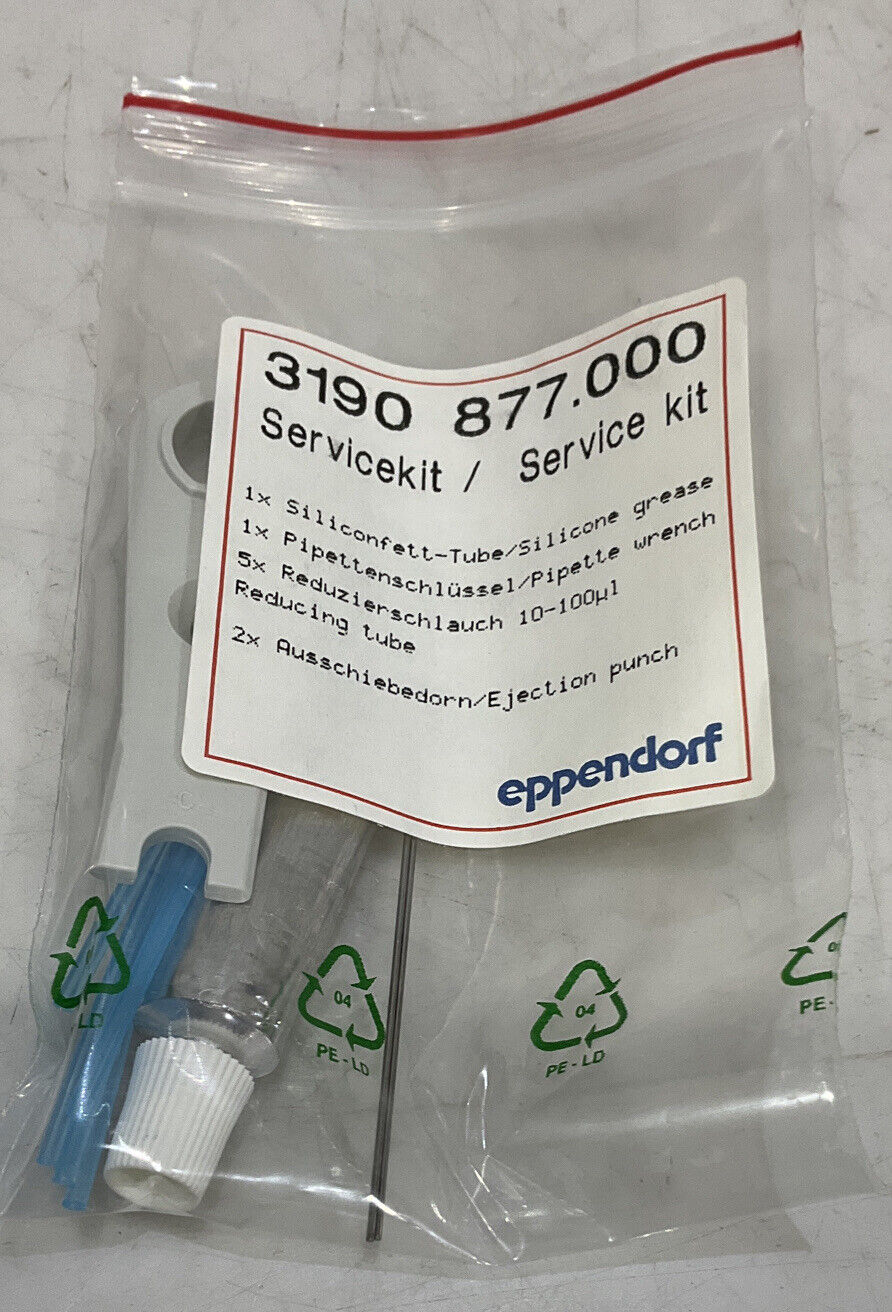 3190 877.000
Servicekit / Service kit
1x Siliconfett-Tube/Silicone grease
1x Pipettenschlüssel/Pipette wrench
5x Reduzierschlauch 10-100µl
Reducing tube
2x Ausschiebedorn/Ejection punch
eppendorf
LD
04
PE-LD
04
PE-LD
PE-